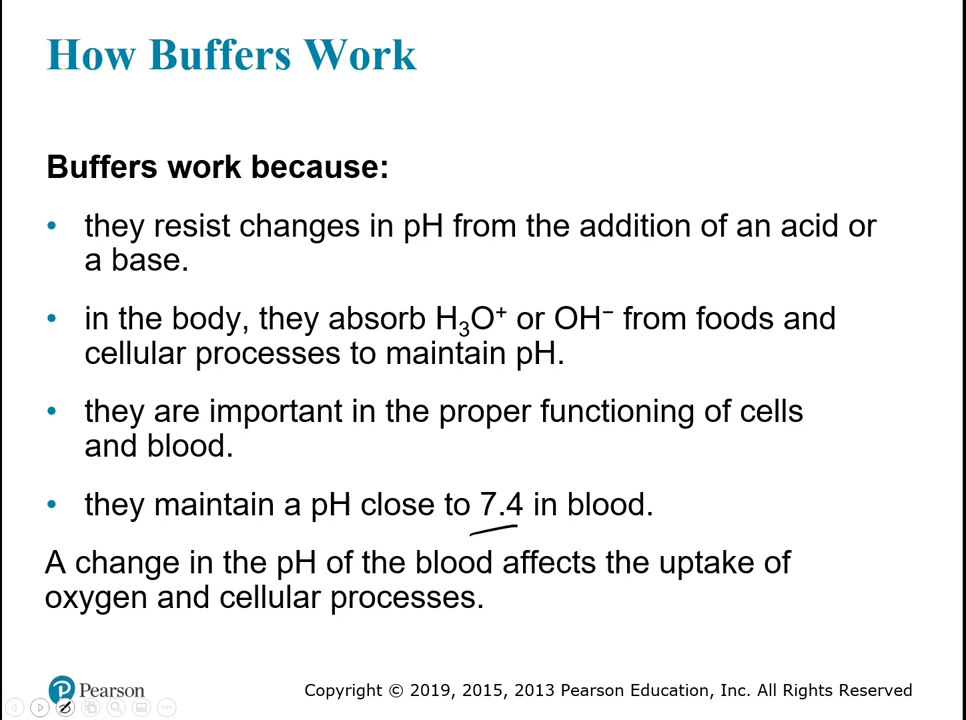 How Buffers Work
Buffers work because:
• they resist changes in pH from the addition of an acid or
a base.
• in the body, they absorb H₃O⁺ or OH⁻ from foods and
cellular processes to maintain pH.
• they are important in the proper functioning of cells
and blood.
• they maintain a pH close to 7.4 in blood.
A change in the pH of the blood affects the uptake of
oxygen and cellular processes.
Pearson
Copyright © 2019, 2015, 2013 Pearson Education, Inc. All Rights Reserved